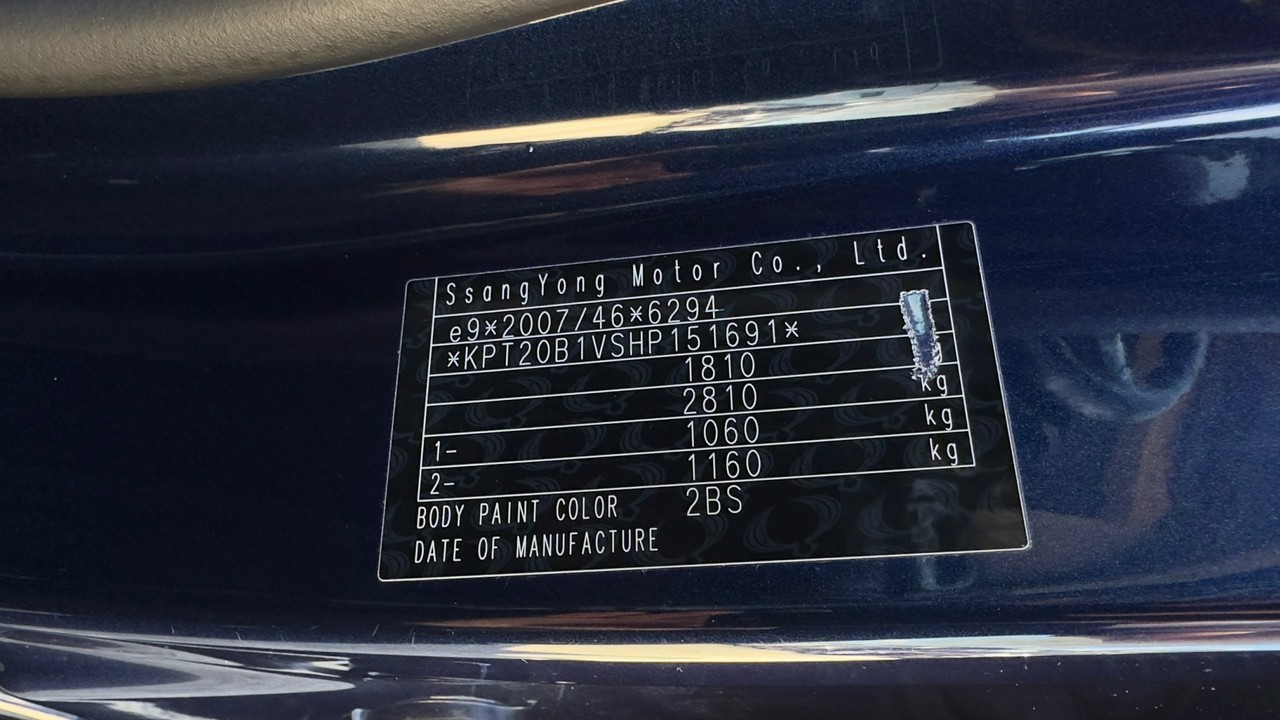 SsangYong Motor Co., Ltd.
e9*2007/46*6294
*KPT20B1VSHP151691*
1810
2810 kg
1- 1060 kg
2- 1160 kg
BODY PAINT COLOR 2BS
DATE OF MANUFACTURE